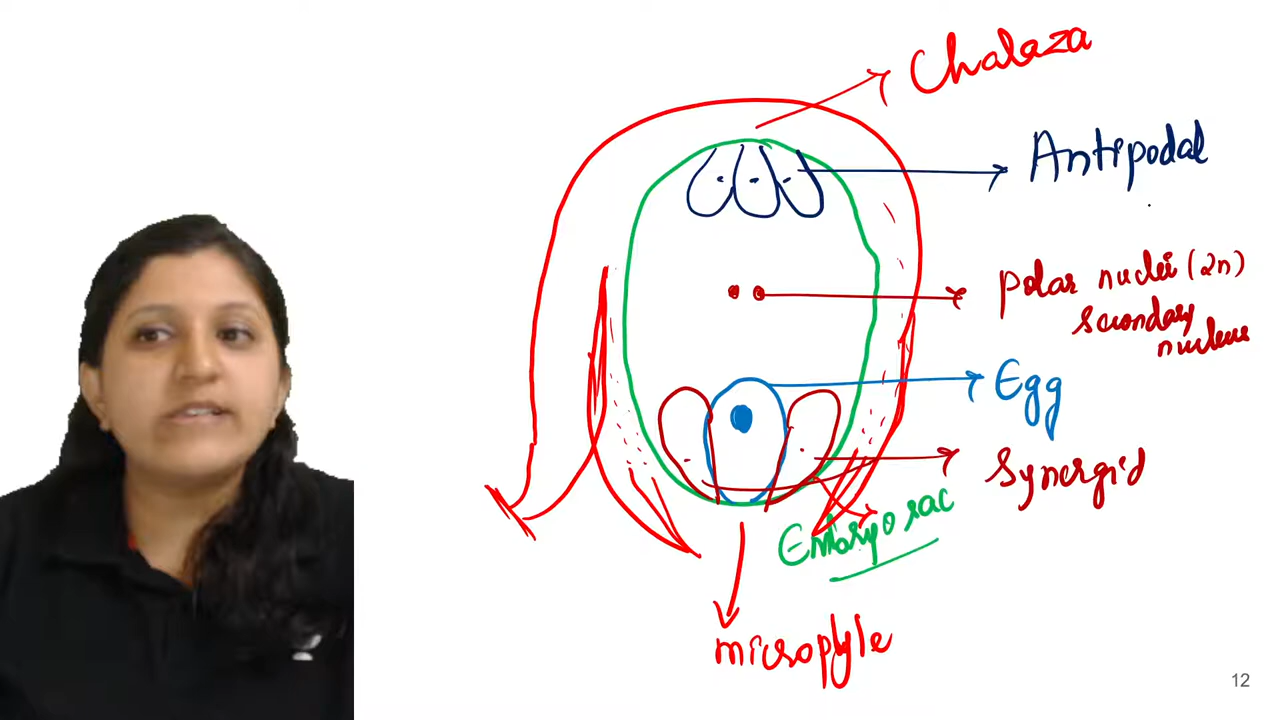 Chalaza
Antipodal
Polar nuclei (2n)
secondary
nucleus
Egg
Synergid
Embryo sac
micropyle
12